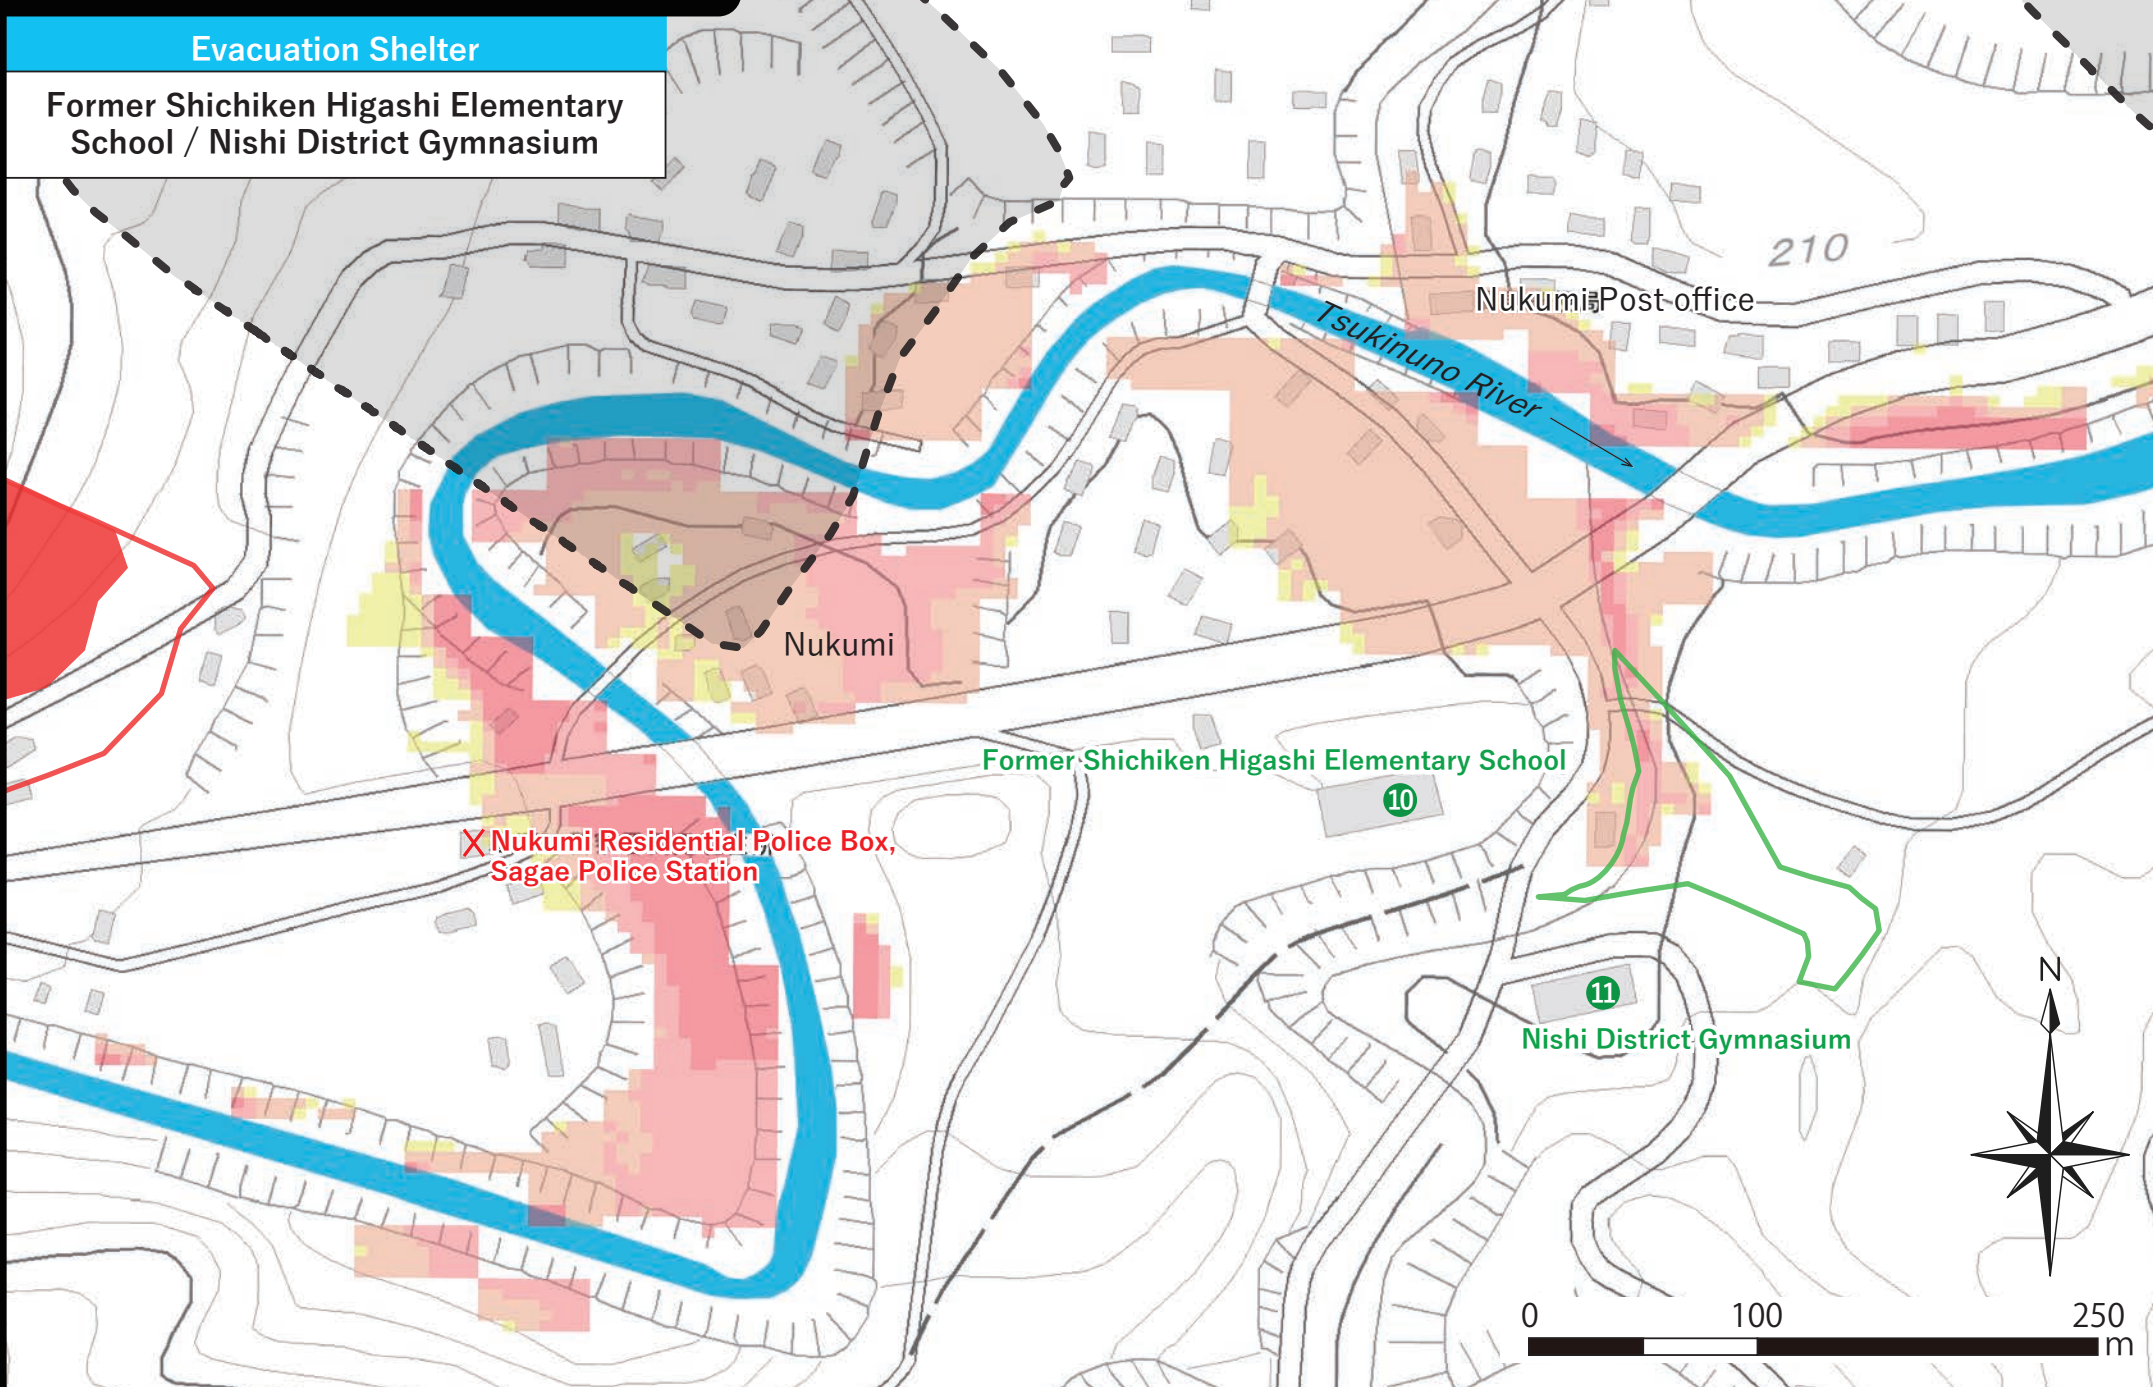 Evacuation Shelter
Former Shichiken Higashi Elementary
School / Nishi District Gymnasium
210
Nukumi Post office
Tsukinuno River
Nukumi
Former Shichiken Higashi Elementary School
10
X Nukumi Residential Police Box,
Sagae Police Station
11
Nishi District Gymnasium
N
0 100 250
m